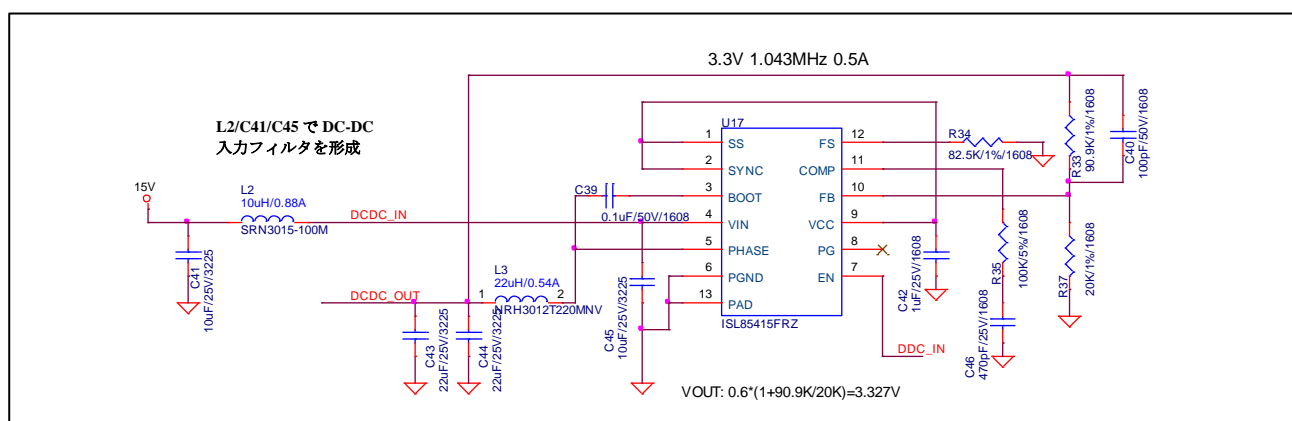 3.3V 1.043MHz 0.5A
L2/C41/C45 で DC-DC
入力フィルタを形成
15V
L2
10uH/0.88A
SRN3015-100M
C41
10uF/25V/3225
DCDC_IN
DCDC_OUT
C39
0.1uF/50V/1608
L3
22uH/0.54A
1
2
NRH3012T220MNV
C43
22uF/25V/3225
C44
22uF/25V/3225
C45
10uF/25V/3225
U17
1
SS
2
SYNC
3
BOOT
4
VIN
5
PHASE
6
PGND
13
PAD
FS
12
COMP
11
FB
10
VCC
9
PG
8
EN
7
ISL85415FRZ
R34
82.5K/1%/1608
C42
1uF/25V/1608
R35
100K/5%/1608
C46
470pF/25V/1608
R33
90.9K/1%/1608
C40
100pF/50V/1608
R37
20K/1%/1608
DDC_IN
VOUT: 0.6*(1+90.9K/20K)=3.327V